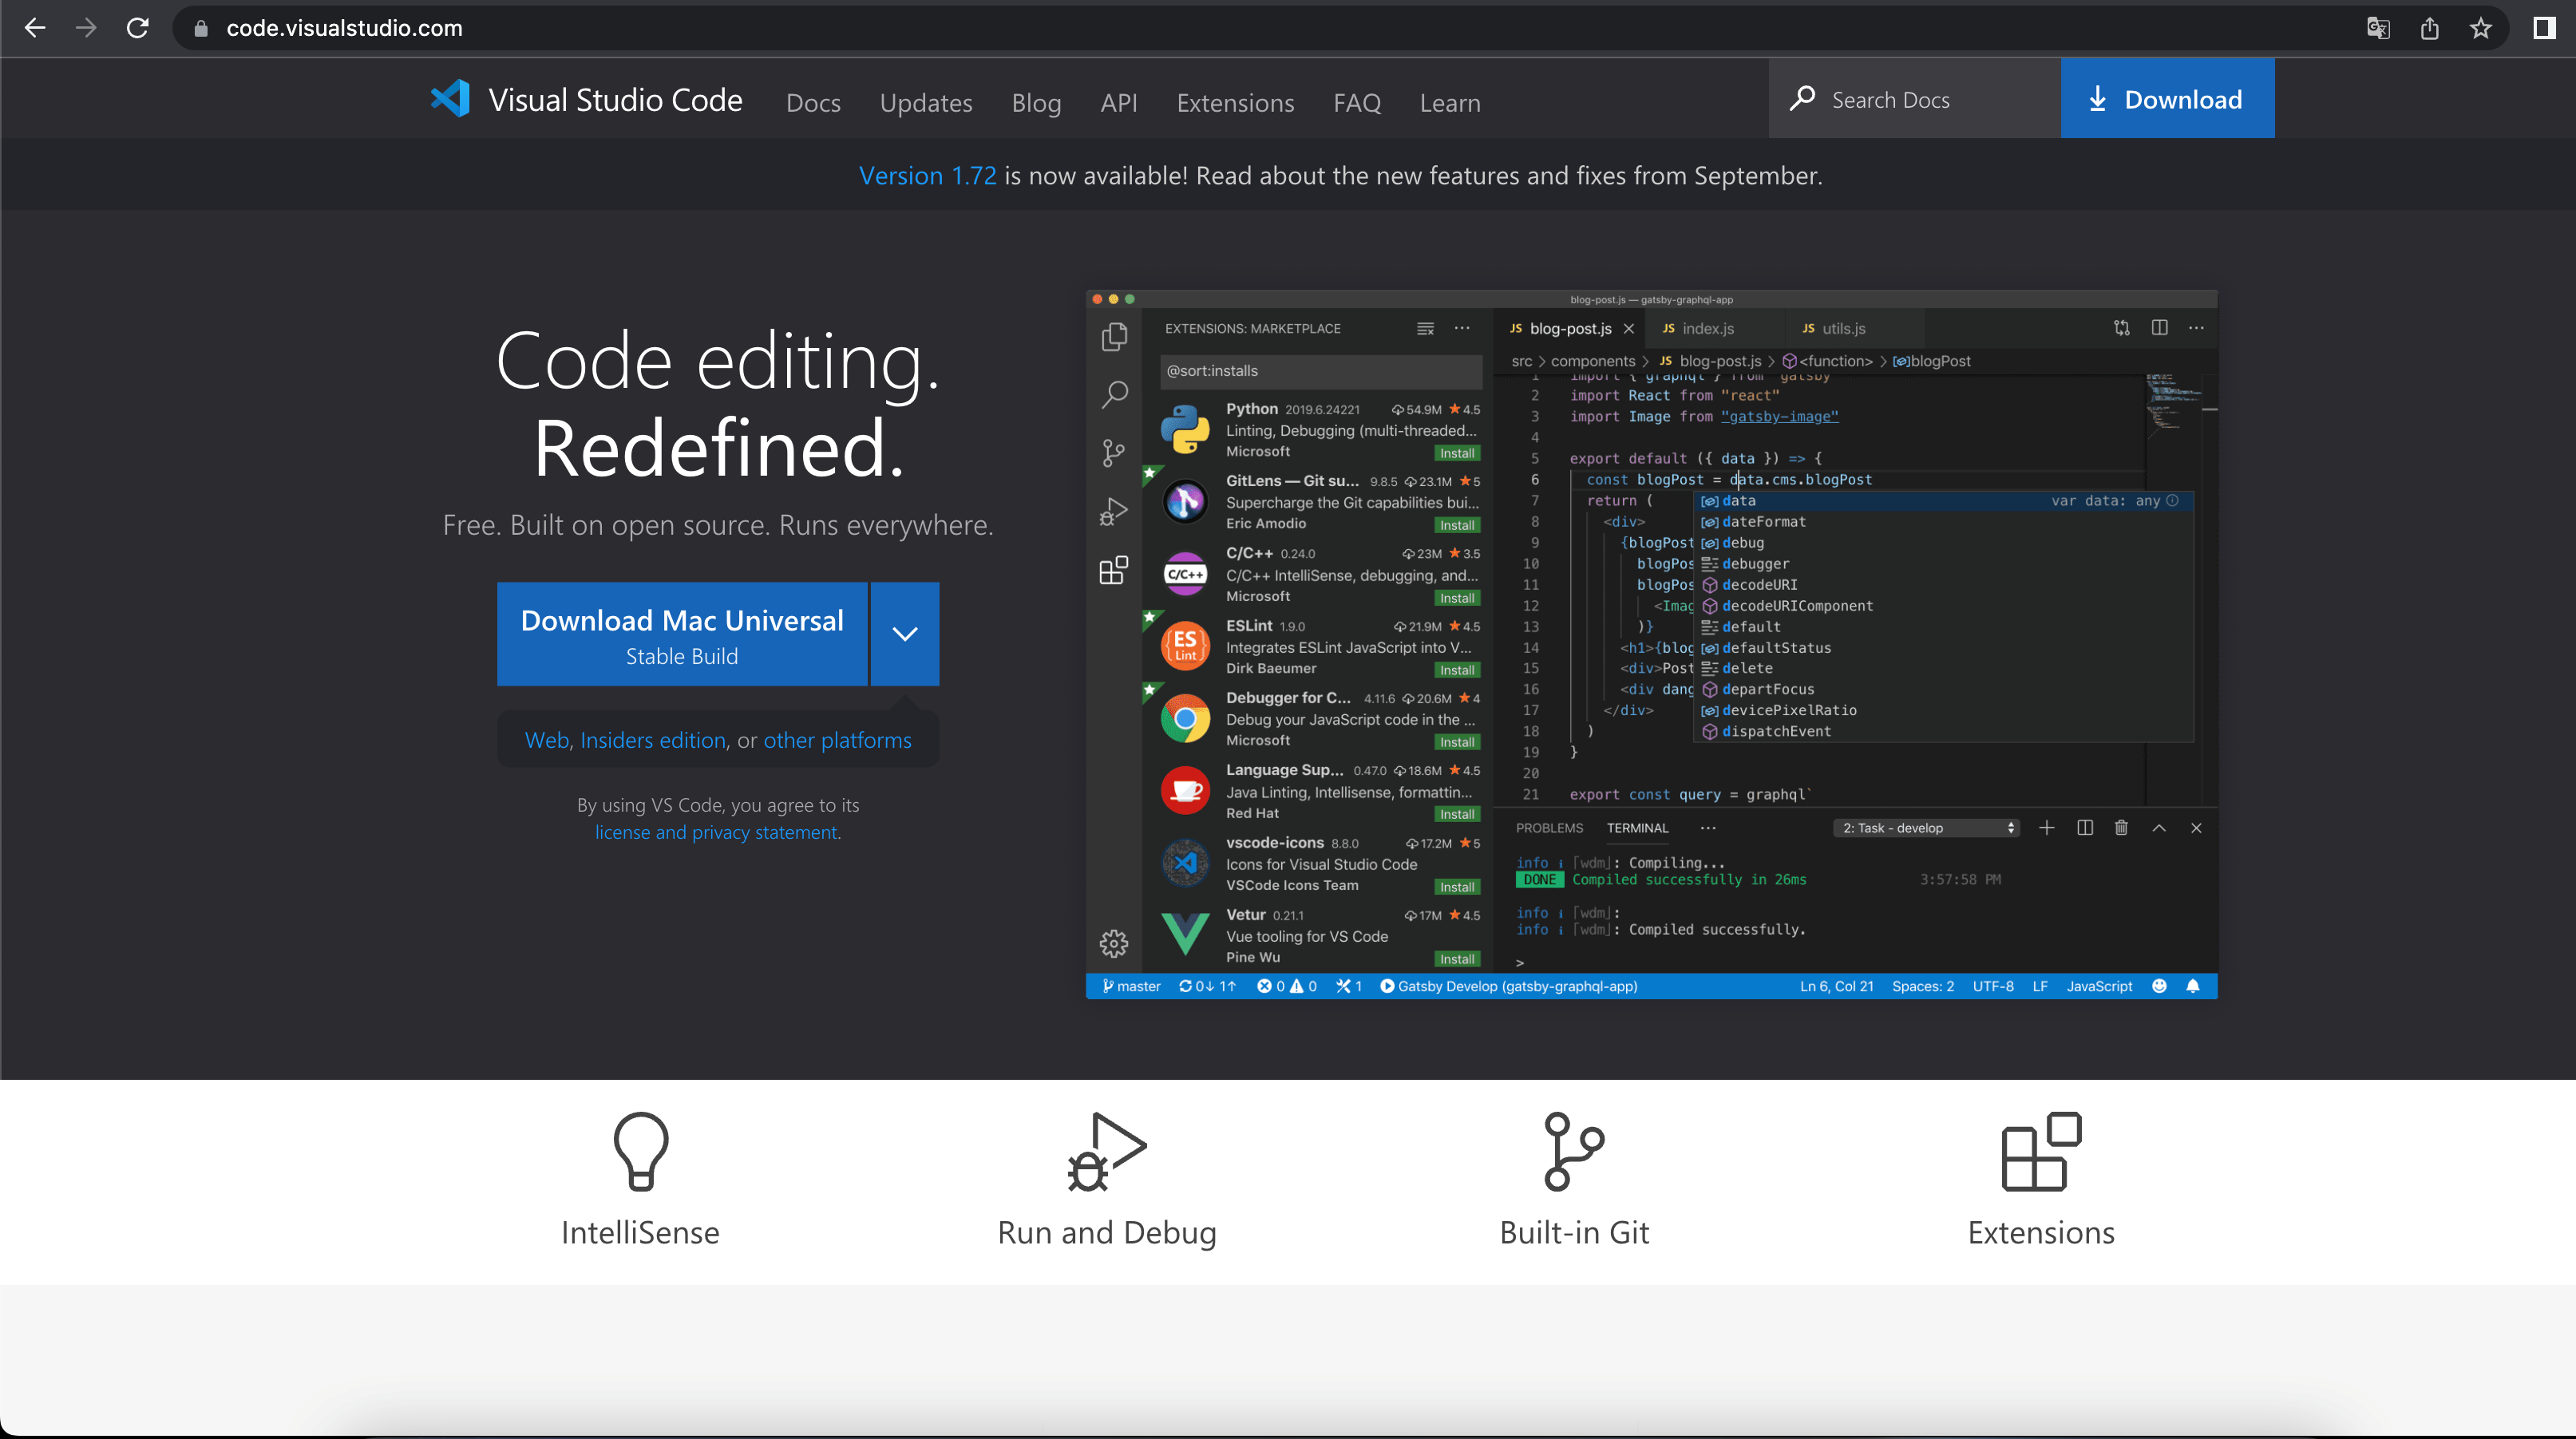 code.visualstudio.com
Visual Studio Code Docs Updates Blog API Extensions FAQ Learn Search Docs Download
Version 1.72 is now available! Read about the new features and fixes from September.
Code editing.
Redefined.
Free. Built on open source. Runs everywhere.
Download Mac Universal
Stable Build
Web, Insiders edition, or other platforms
By using VS Code, you agree to its
license and privacy statement.
blog-post.js — gatsby-graphql-app
EXTENSIONS: MARKETPLACE
@sort:installs
Python 2019.6.24221 54.9M 4.5
Linting, Debugging (multi-threaded...
Microsoft Install
GitLens — Git su... 9.8.5 23.1M 5
Supercharge the Git capabilities bui...
Eric Amodio Install
C/C++
C/C++ 0.24.0 23M 3.5
C/C++ IntelliSense, debugging, and...
Microsoft Install
ES
Lint
ESLint 1.9.0 21.9M 4.5
Integrates ESLint JavaScript into V...
Dirk Baeumer Install
Debugger for C... 4.11.6 20.6M 4
Debug your JavaScript code in the ...
Microsoft Install
Language Sup... 0.47.0 18.6M 4.5
Java Linting, Intellisense, formattin...
Red Hat Install
vscode-icons 8.8.0 17.2M 5
Icons for Visual Studio Code
VSCode Icons Team Install
Vetur 0.21.1 17M 4.5
Vue tooling for VS Code
Pine Wu Install
JS blog-post.js JS index.js JS utils.js
src > components > JS blog-post.js > <function> > blogPost
1 import { graphql } from "gatsby"
2 import React from "react"
3 import Image from "gatsby-image"
4
5 export default ({ data }) => {
6 const blogPost = data.cms.blogPost
7 return (
8 <div>
9 {blogPost
10 blogPos
11 blogPos
12 <Imag
13 )}
14 <h1>{blog
15 <div>Post
16 <div dang
17 </div>
18 )
19 }
20
21 export const query = graphql`
data var data: any
dateFormat
debug
debugger
decodeURI
decodeURIComponent
default
defaultStatus
delete
departFocus
devicePixelRatio
dispatchEvent
PROBLEMS TERMINAL ... 2: Task - develop
info i ｢wdm｣: Compiling...
DONE Compiled successfully in 26ms 3:57:58 PM
info i ｢wdm｣:
info i ｢wdm｣: Compiled successfully.
>
master 0↓ 1↑ 0 0 1 Gatsby Develop (gatsby-graphql-app) Ln 6, Col 21 Spaces: 2 UTF-8 LF JavaScript
IntelliSense Run and Debug Built-in Git Extensions